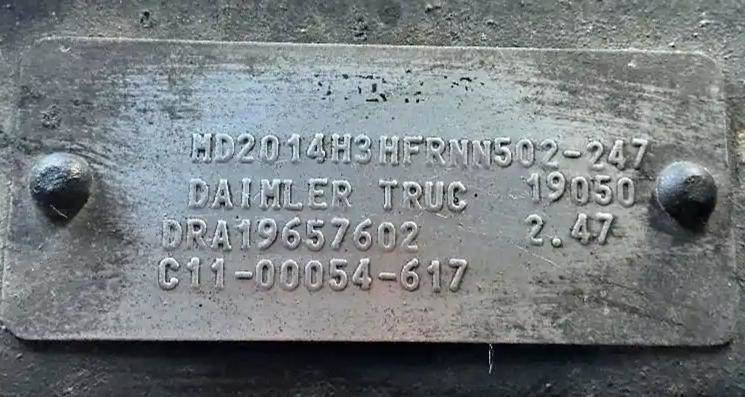 MD2014H3HFRNN502-247
DAIMLER TRUC 19050
DRA19657602 2.47
C11-00054-617